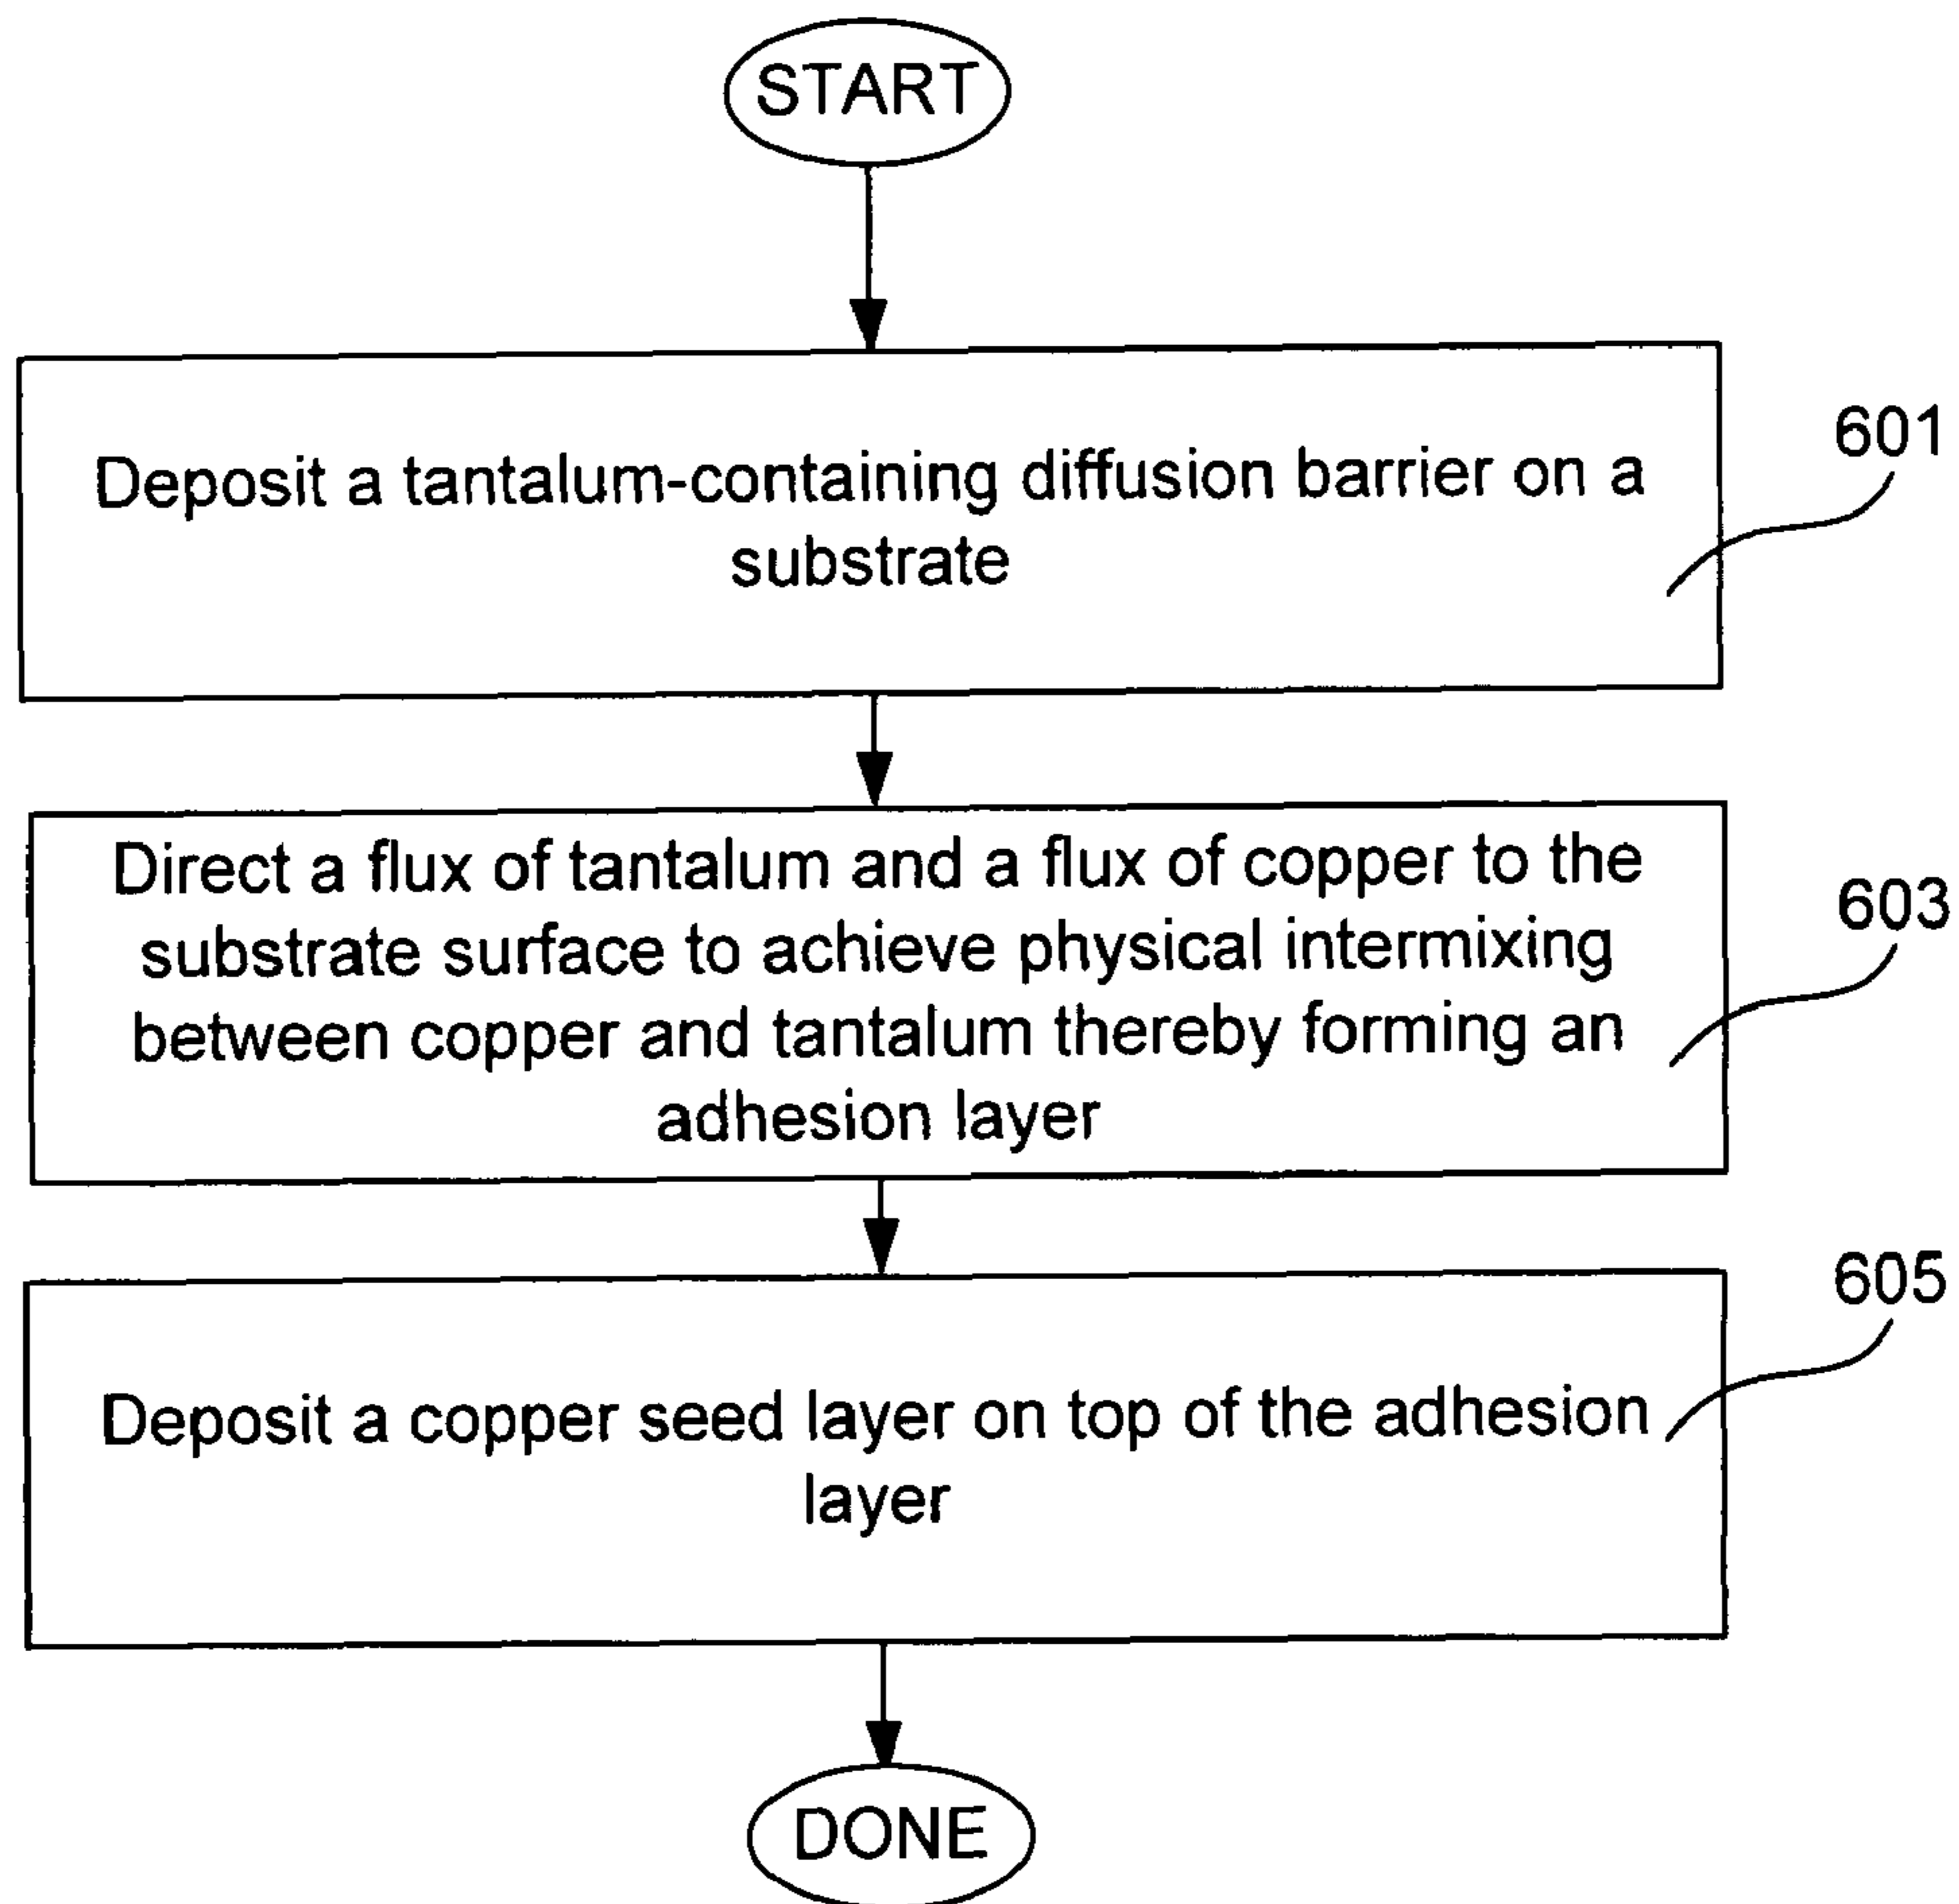 START
Deposit a tantalum-containing diffusion barrier on a
substrate
601
Direct a flux of tantalum and a flux of copper to the
substrate surface to achieve physical intermixing
between copper and tantalum thereby forming an
adhesion layer
603
Deposit a copper seed layer on top of the adhesion
layer
605
DONE